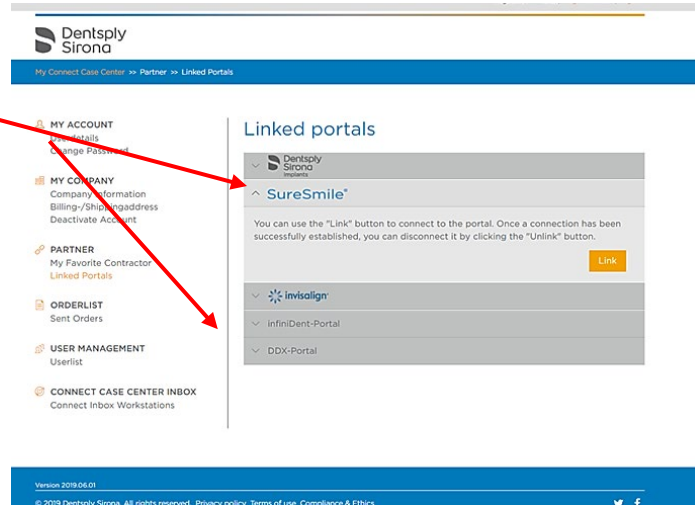 Dentsply
Sirona
My Connect Case Center >> Partner >> Linked Portals
MY ACCOUNT
User details
Change Password
MY COMPANY
Company Information
Billing-/Shippingaddress
Deactivate Account
PARTNER
My Favorite Contractor
Linked Portals
ORDERLIST
Sent Orders
USER MANAGEMENT
Userlist
CONNECT CASE CENTER INBOX
Connect Inbox Workstations
Linked portals
Dentsply
Sirona
Implants
SureSmile®
You can use the "Link" button to connect to the portal. Once a connection has been
successfully established, you can disconnect it by clicking the "Unlink" button.
Link
invisalign
infiniDent-Portal
DDX-Portal
Version 2019.06.01
© 2019 Dentsply Sirona. All rights reserved. Privacy policy. Terms of use. Compliance & Ethics